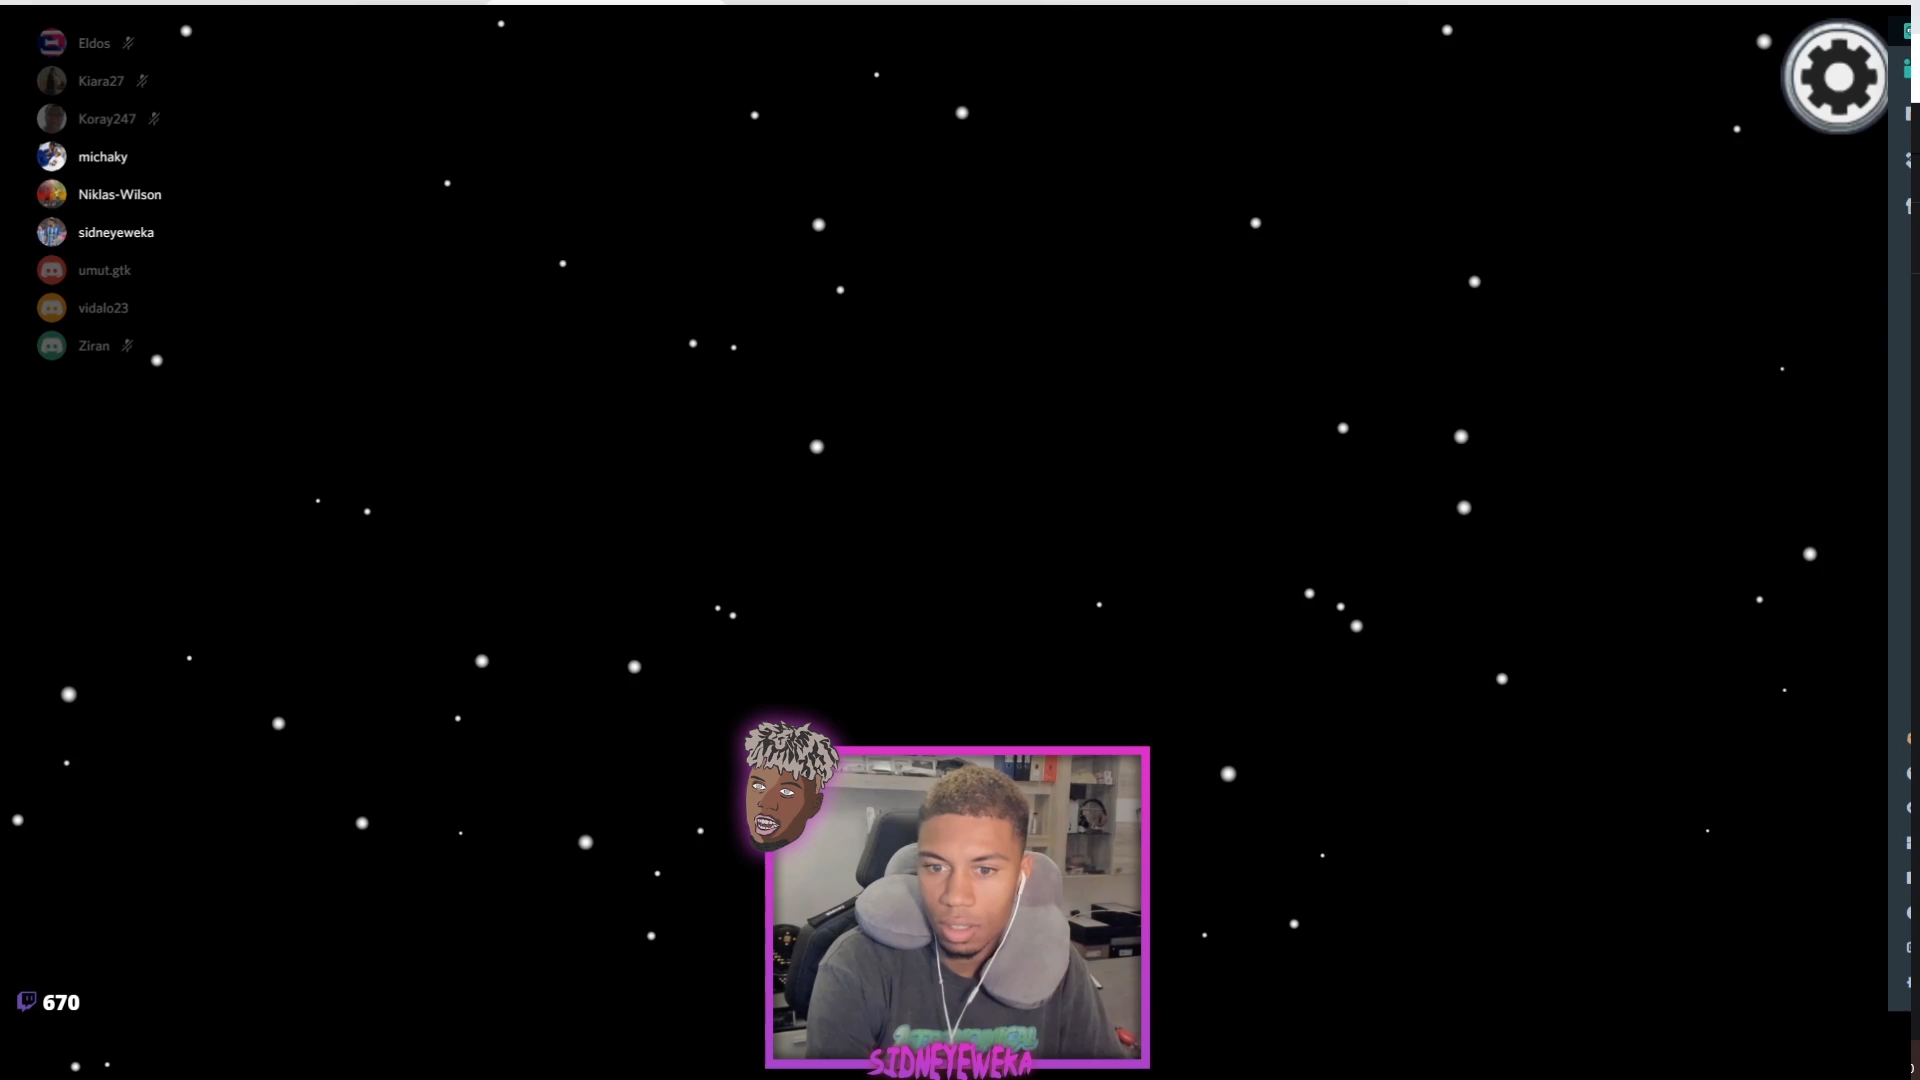 Eldos
Kiara27
Koray247
michaky
Niklas-Wilson
sidneyeweka
umut.gtk
vidalo23
Ziran
670
SIDNEYEWEKA